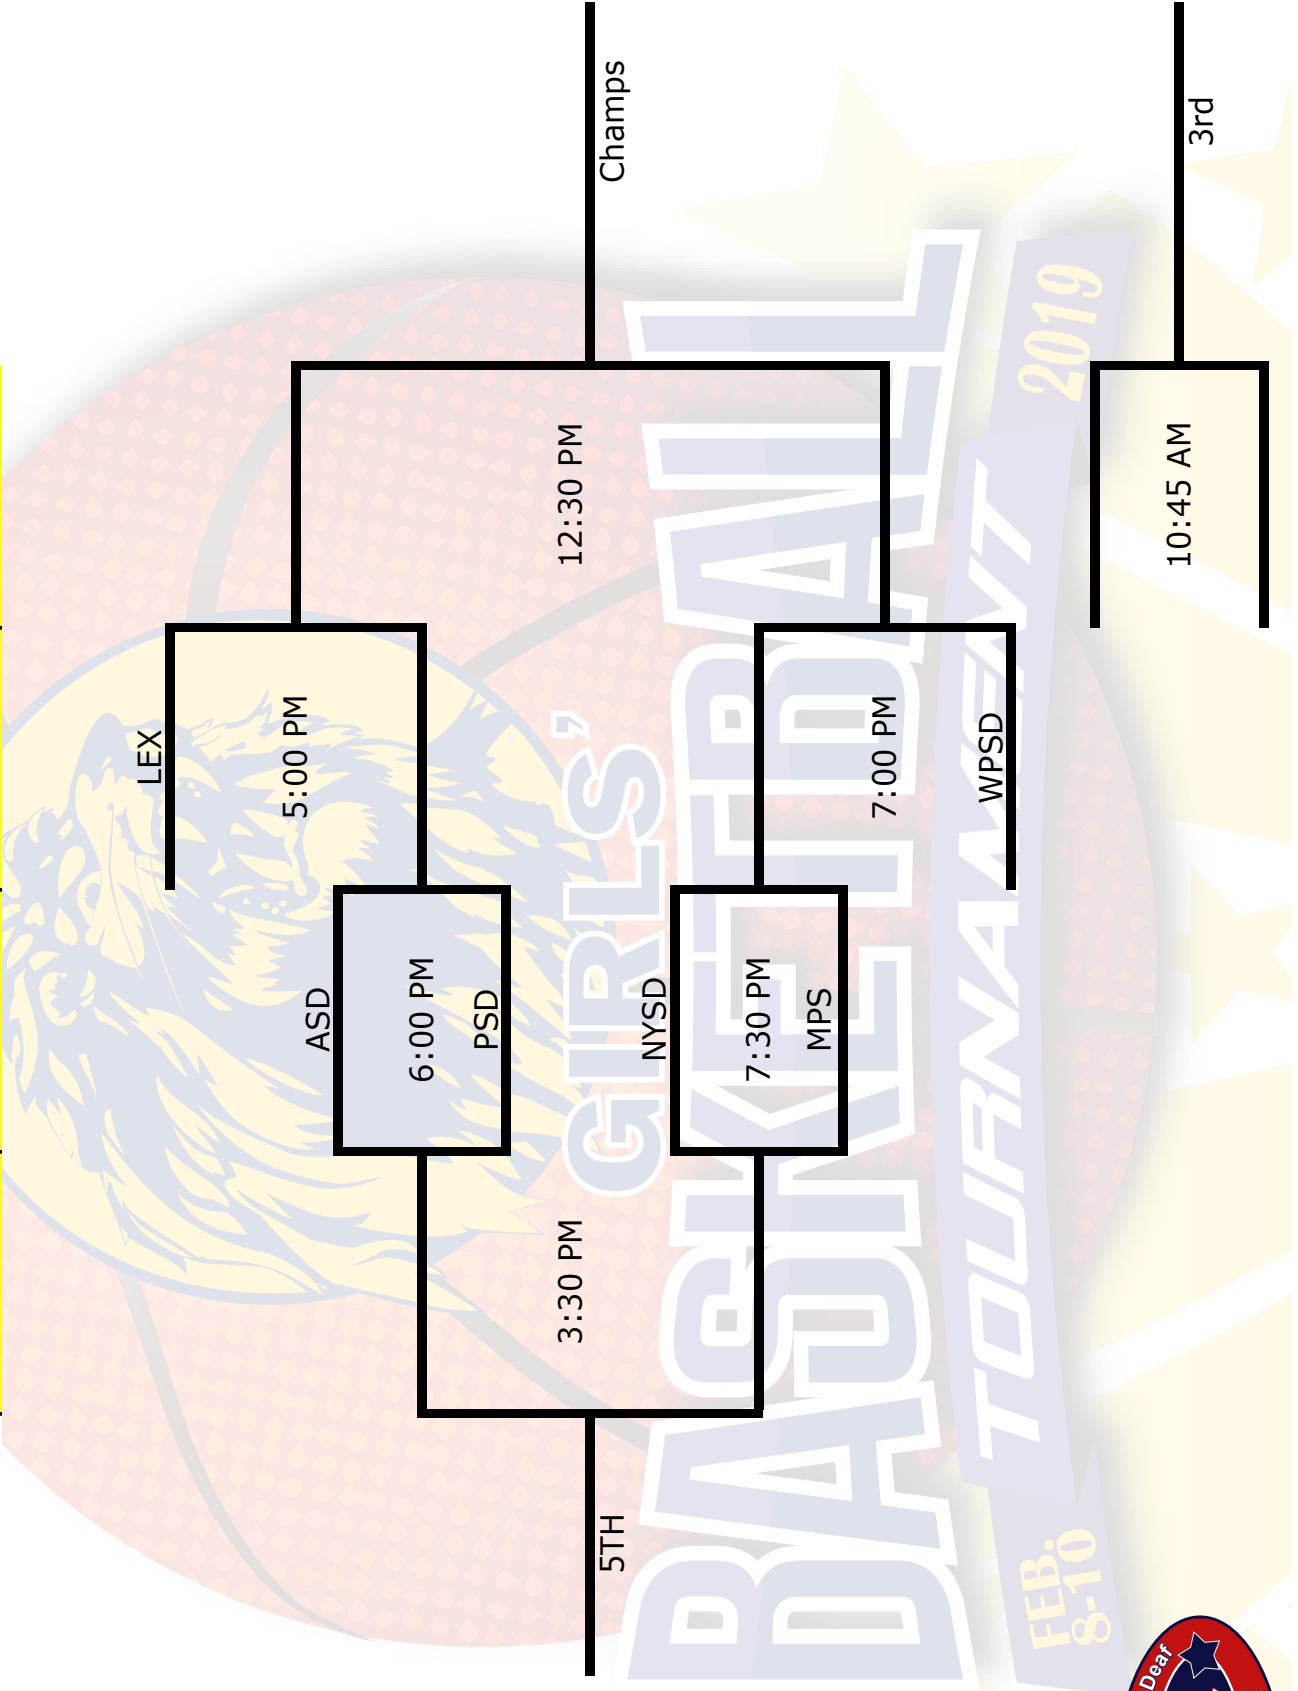 LEX
5:00 PM
ASD
6:00 PM
PSD
12:30 PM
Champs
3:30 PM
5TH
NYSD
7:30 PM
MPS
7:00 PM
WPSD
10:45 AM
3rd
GIRLS'
BASKETBALL
TOURNAMENT
FEB.
8-10
2019
Deaf